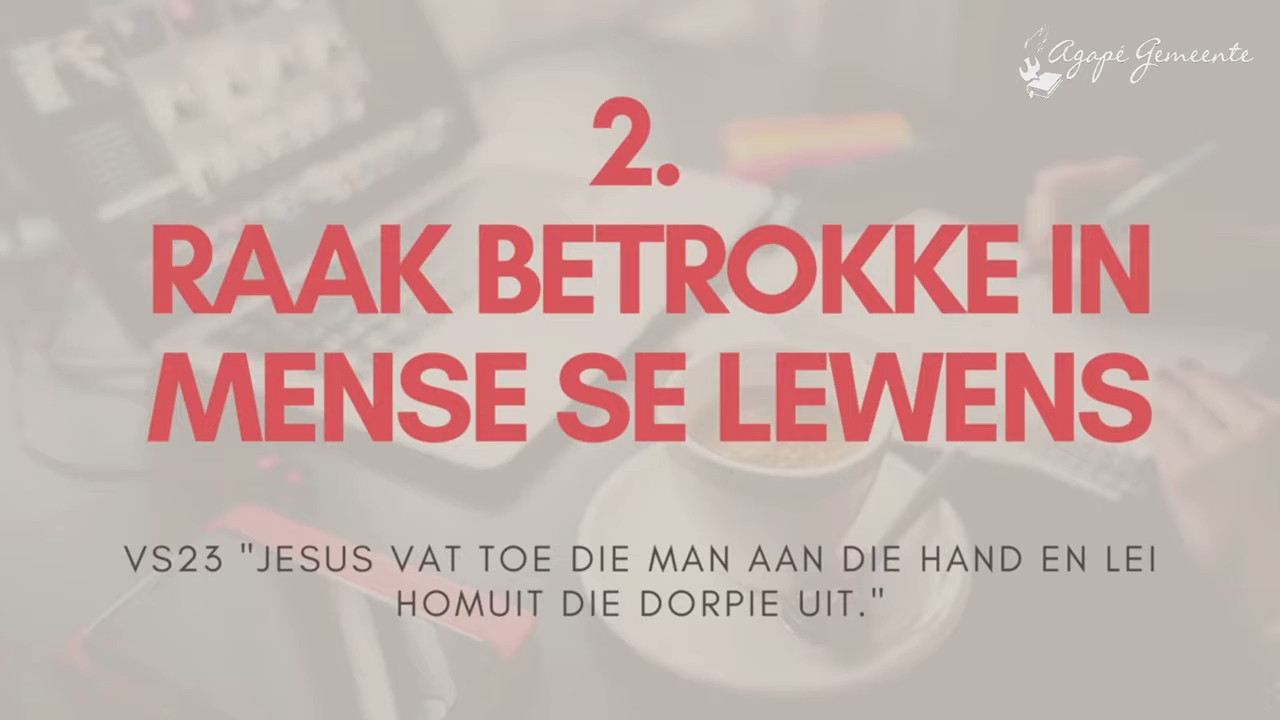 Agapé Gemeente
2.
RAAK BETROKKE IN
MENSE SE LEWENS
VS23 "JESUS VAT TOE DIE MAN AAN DIE HAND EN LEI
HOMUIT DIE DORPIE UIT."